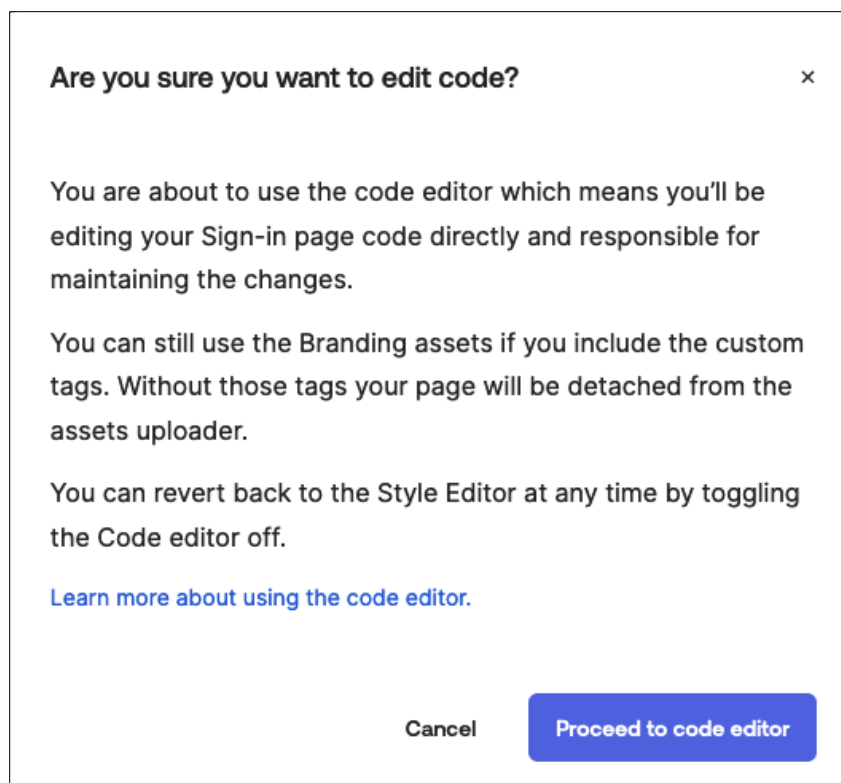 Are you sure you want to edit code?
×
You are about to use the code editor which means you’ll be
editing your Sign-in page code directly and responsible for
maintaining the changes.
You can still use the Branding assets if you include the custom
tags. Without those tags your page will be detached from the
assets uploader.
You can revert back to the Style Editor at any time by toggling
the Code editor off.
Learn more about using the code editor.
Cancel
Proceed to code editor